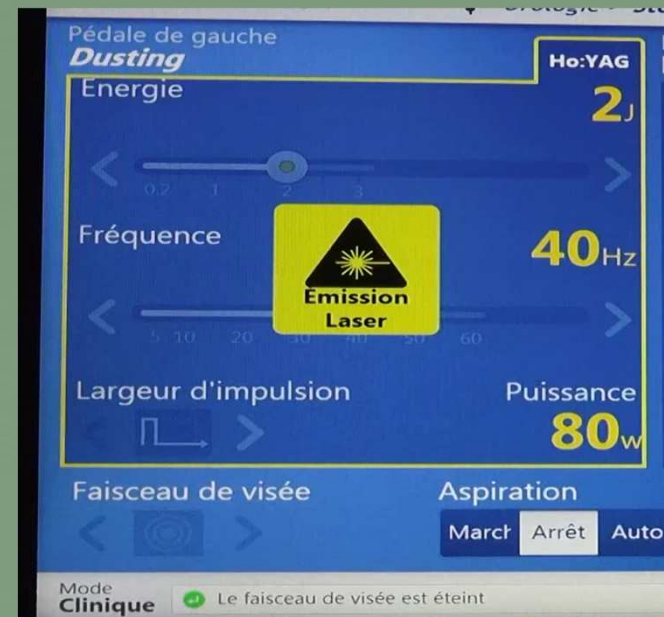 Pédale de gauche
Dusting
Ho:YAG
Energie
2J
0.2 1 2 3
Fréquence
40Hz
Émission
Laser
5 10 20 30 40 50 60
Largeur d'impulsion
Puissance
80w
Faisceau de visée
Aspiration
March Arrêt Auto
Mode
Clinique
Le faisceau de visée est éteint